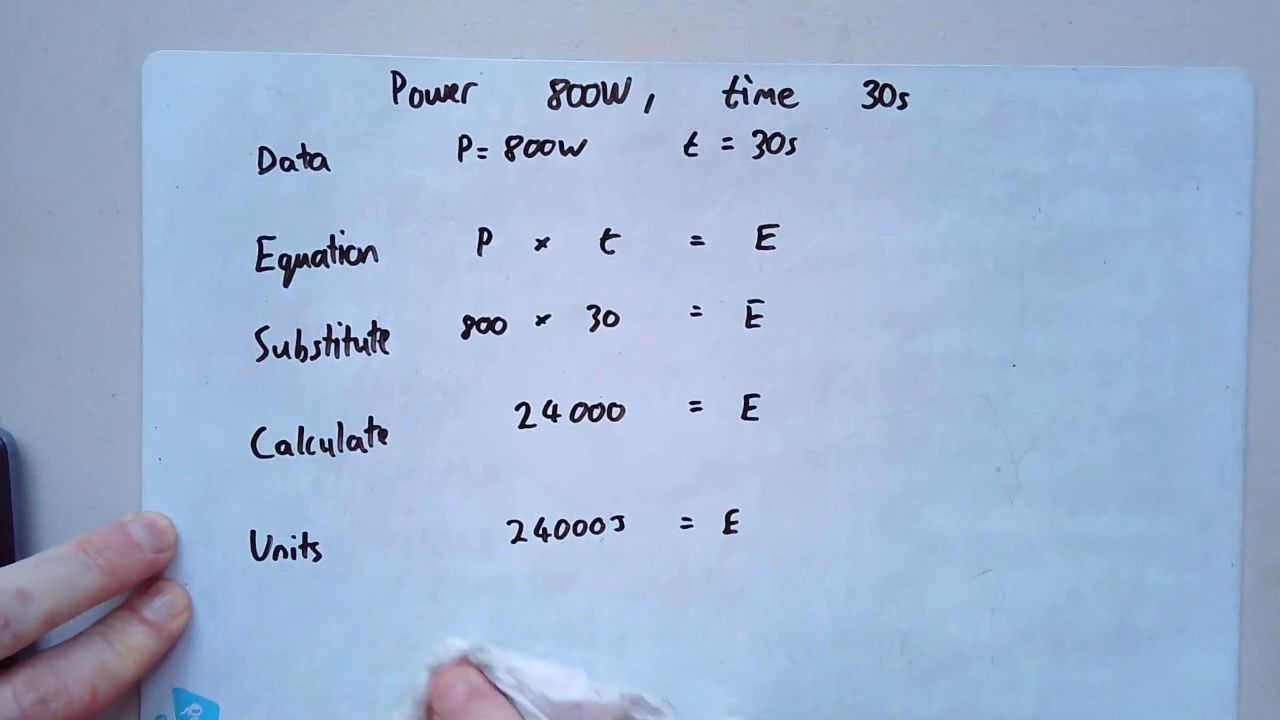 Power 800W, time 30s
Data P= 800W t = 30s
Equation P × t = E
Substitute 800 × 30 = E
Calculate 24000 = E
Units 24000J = E